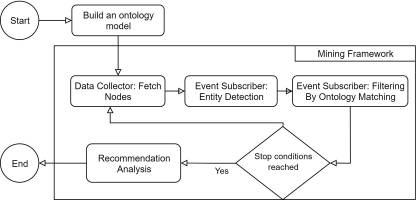 Start
Build an ontology
model
Mining Framework
Data Collector: Fetch
Nodes
Event Subscriber:
Entity Detection
Event Subscriber: Filtering
By Ontology Matching
Stop conditions
reached
Yes
Recommendation
Analysis
End